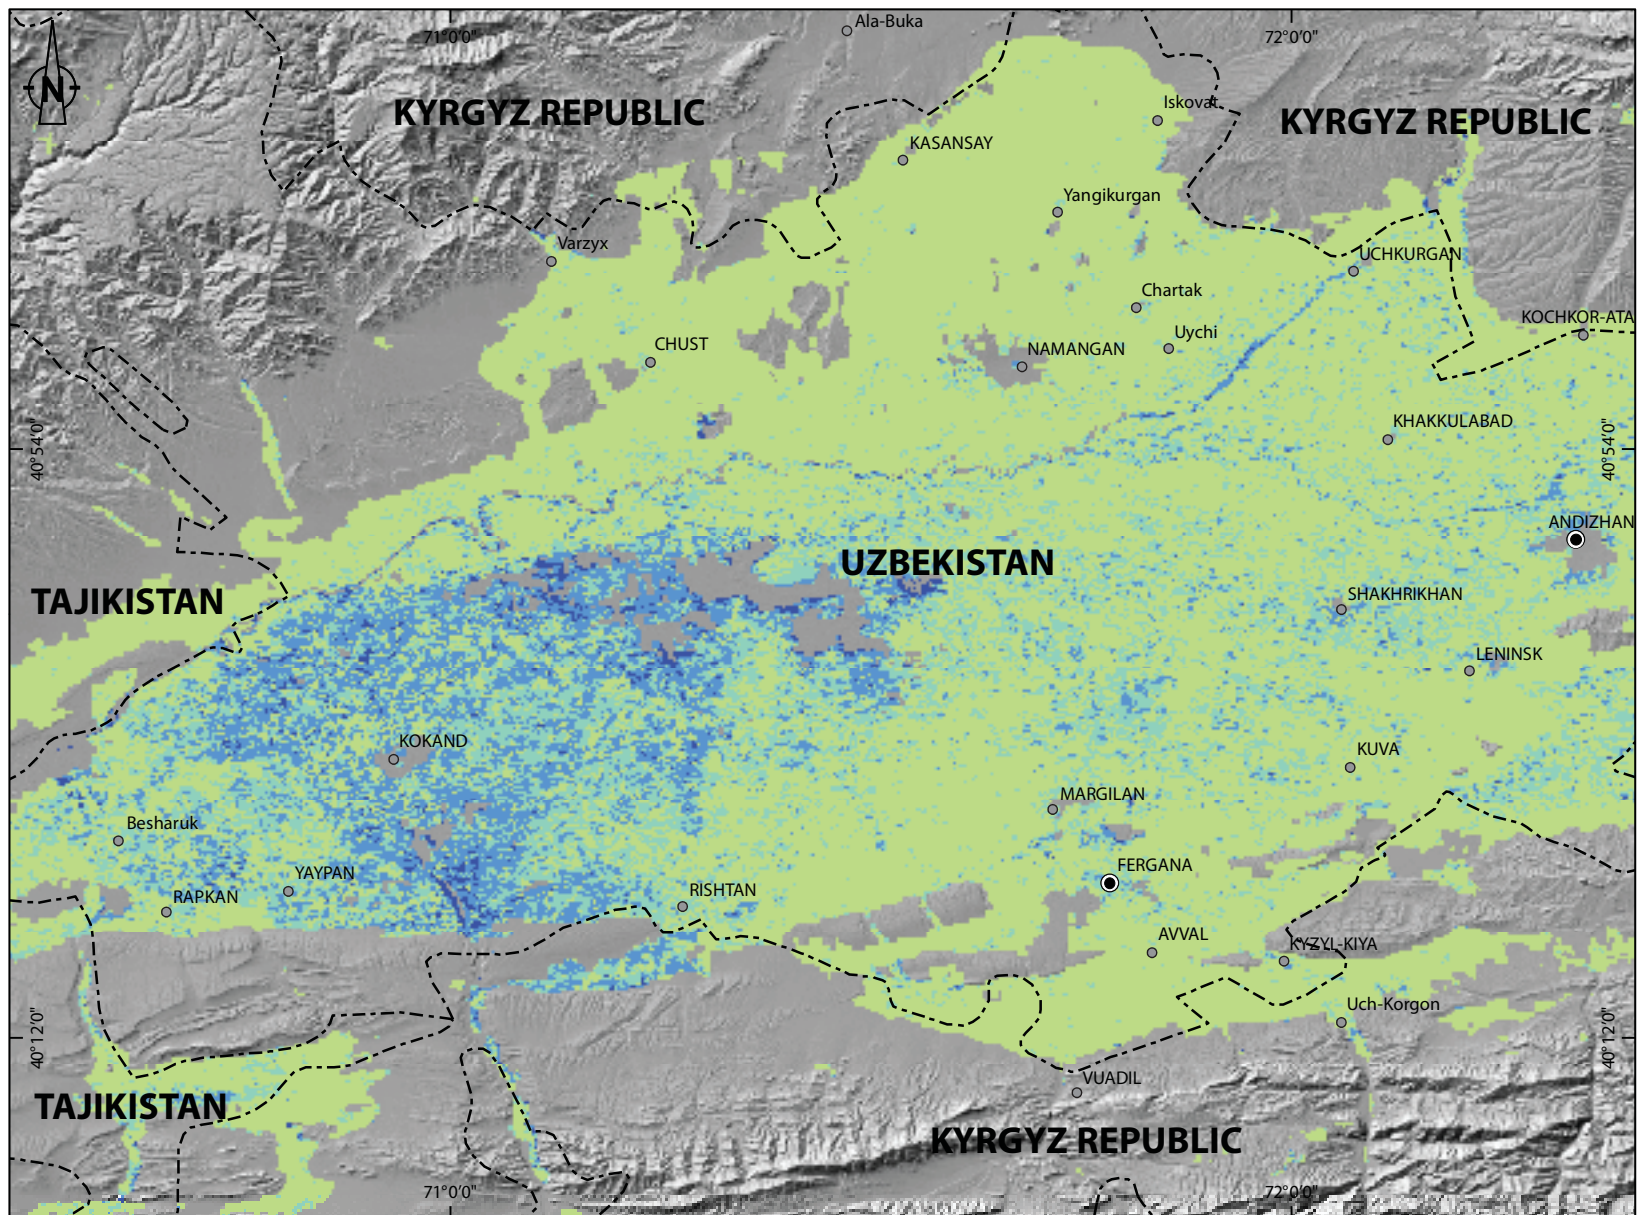 Ala-Buka
71°0'0"
72°0'0"
N
KYRGYZ REPUBLIC
Iskovat
KYRGYZ REPUBLIC
KASANSAY
Yangikurgan
Varzyx
UCHKURGAN
Chartak
KOCHKOR-ATA
Uychi
CHUST
NAMANGAN
KHAKKULABAD
40°54'0"
40°54'0"
ANDIZHAN
UZBEKISTAN
TAJIKISTAN
SHAKHRIKHAN
LENINSK
KOKAND
KUVA
MARGILAN
Besharuk
FERGANA
YAYPAN
RISHTAN
RAPKAN
AVVAL
KYZYL-KIYA
Uch-Korgon
40°12'0"
40°12'0"
VUADIL
TAJIKISTAN
KYRGYZ REPUBLIC
71°0'0"
72°0'0"